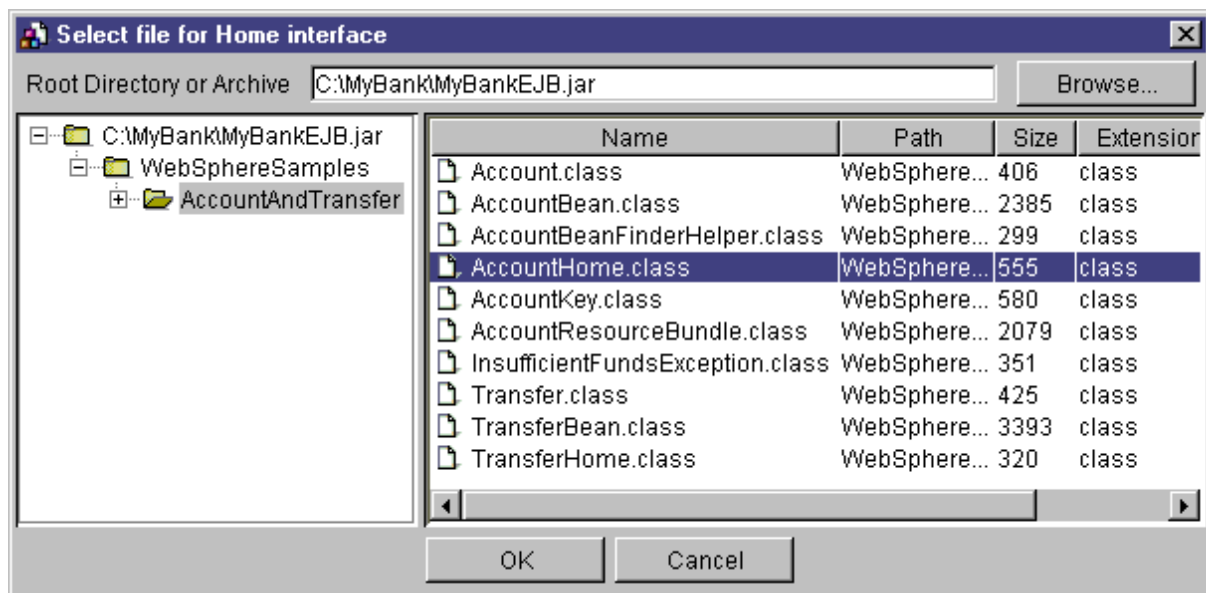 Select file for Home interface
Root Directory or Archive C:\MyBank\MyBankEJB.jar Browse...
C:\MyBank\MyBankEJB.jar
WebSphereSamples
AccountAndTransfer
Name Path Size Extension
Account.class WebSphere... 406 class
AccountBean.class WebSphere... 2385 class
AccountBeanFinderHelper.class WebSphere... 299 class
AccountHome.class WebSphere... 555 class
AccountKey.class WebSphere... 580 class
AccountResourceBundle.class WebSphere... 2079 class
InsufficientFundsException.class WebSphere... 351 class
Transfer.class WebSphere... 425 class
TransferBean.class WebSphere... 3393 class
TransferHome.class WebSphere... 320 class
OK Cancel